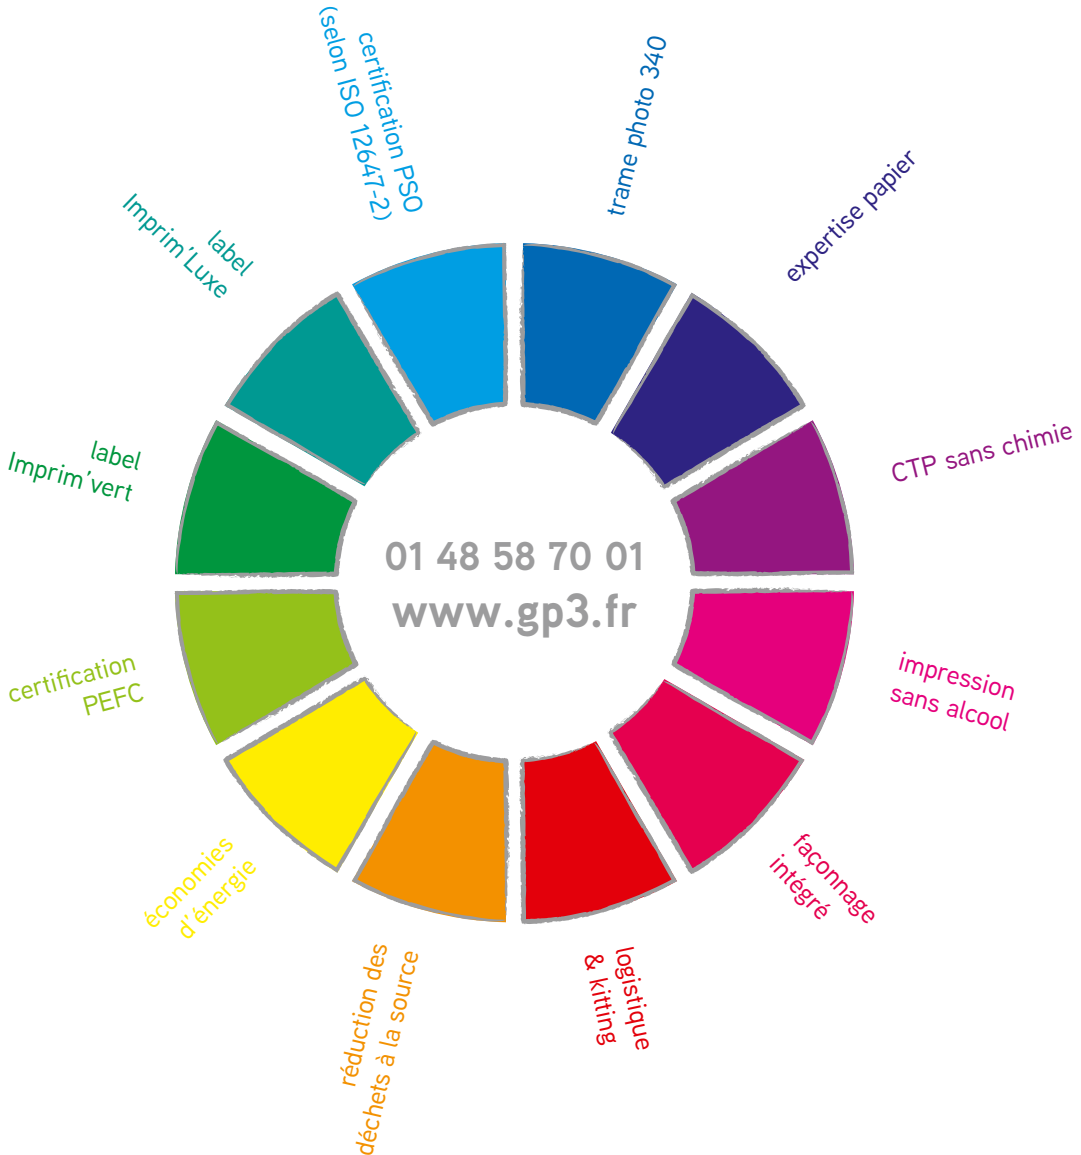 certification PSO
(selon ISO 12647-2)
trame photo 340
expertise papier
CTP sans chimie
impression
sans alcool
façonnage
intégré
logistique
& kitting
réduction des
déchets à la source
économies
d'énergie
certification
PEFC
label
Imprim'vert
label
Imprim'Luxe
01 48 58 70 01
www.gp3.fr